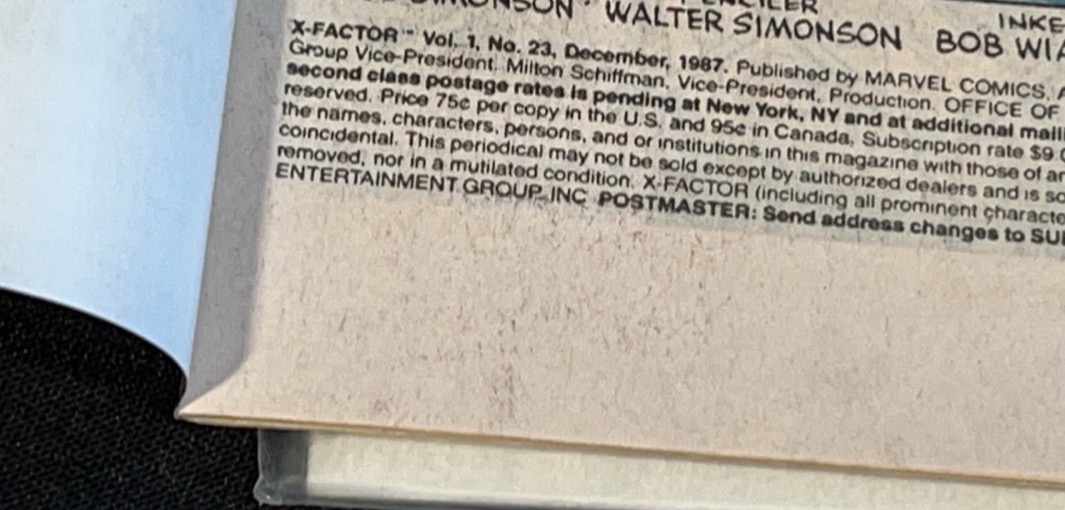 SIMONSON WALTER SIMONSON BOB
X-FACTOR™ Vol. 1, No. 23, December, 1987. Published by MARVEL COMICS,
Group Vice-President, Milton Schiffman, Vice-President, Production. OFFICE OF
second class postage rates is pending at New York, NY and at additional
reserved. Price 75¢ per copy in the U.S. and 95¢ in Canada, Subscription rate
the names, characters, persons, and or institutions in this magazine with those of
coincidental. This periodical may not be sold except by authorized dealers and is
removed, nor in a mutilated condition. X-FACTOR (including all prominent
ENTERTAINMENT GROUP, INC POSTMASTER: Send address changes to